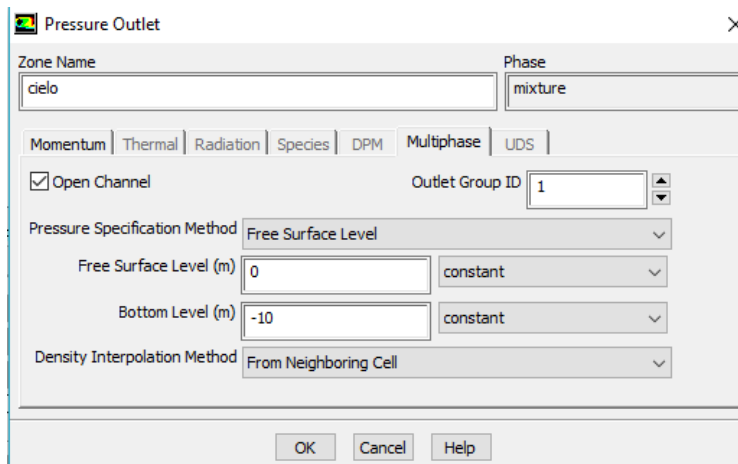 Pressure Outlet
Zone Name Phase
cielo mixture
Momentum Thermal Radiation Species DPM Multiphase UDS
Open Channel Outlet Group ID 1
Pressure Specification Method Free Surface Level
Free Surface Level (m) 0 constant
Bottom Level (m) -10 constant
Density Interpolation Method From Neighboring Cell
OK Cancel Help